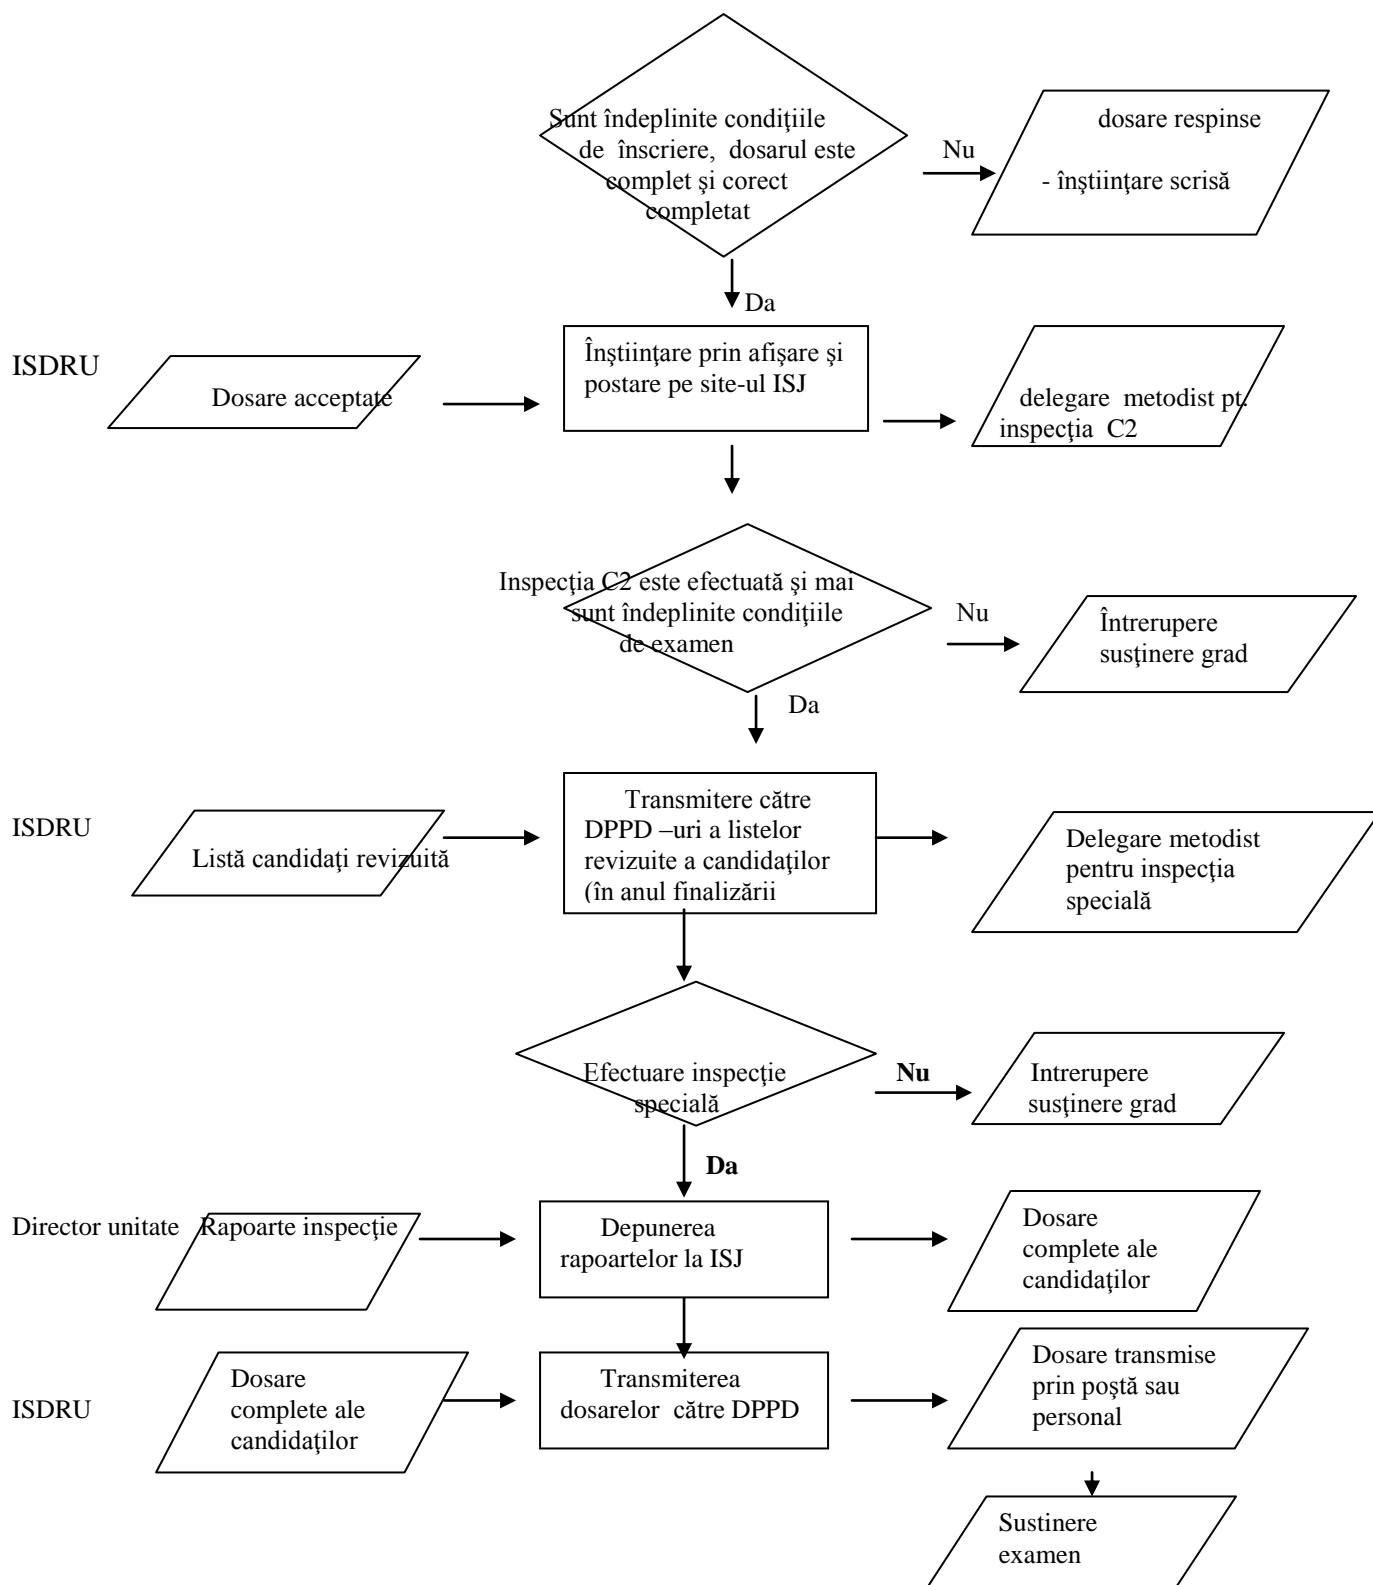 Sunt îndeplinite condiţiile
de înscriere, dosarul este
complet şi corect
completat
Nu
dosare respinse
- înştiinţare scrisă
Da
ISDRU
Dosare acceptate
Înştiinţare prin afişare şi
postare pe site-ul ISJ
delegare metodist pt.
inspecţia C2
Inspecţia C2 este efectuată şi mai
sunt îndeplinite condiţiile
de examen
Nu
Întrerupere
susţinere grad
Da
ISDRU
Listă candidaţi revizuită
Transmitere către
DPPD –uri a listelor
revizuite a candidaţilor
(în anul finalizării
Delegare metodist
pentru inspecţia
specială
Efectuare inspecţie
specială
Nu
Intrerupere
susţinere grad
Da
Director unitate
Rapoarte inspecţie
Depunerea
rapoartelor la ISJ
Dosare
complete ale
candidaţilor
ISDRU
Dosare
complete ale
candidaţilor
Transmiterea
dosarelor către DPPD
Dosare transmise
prin poştă sau
personal
Sustinere
examen